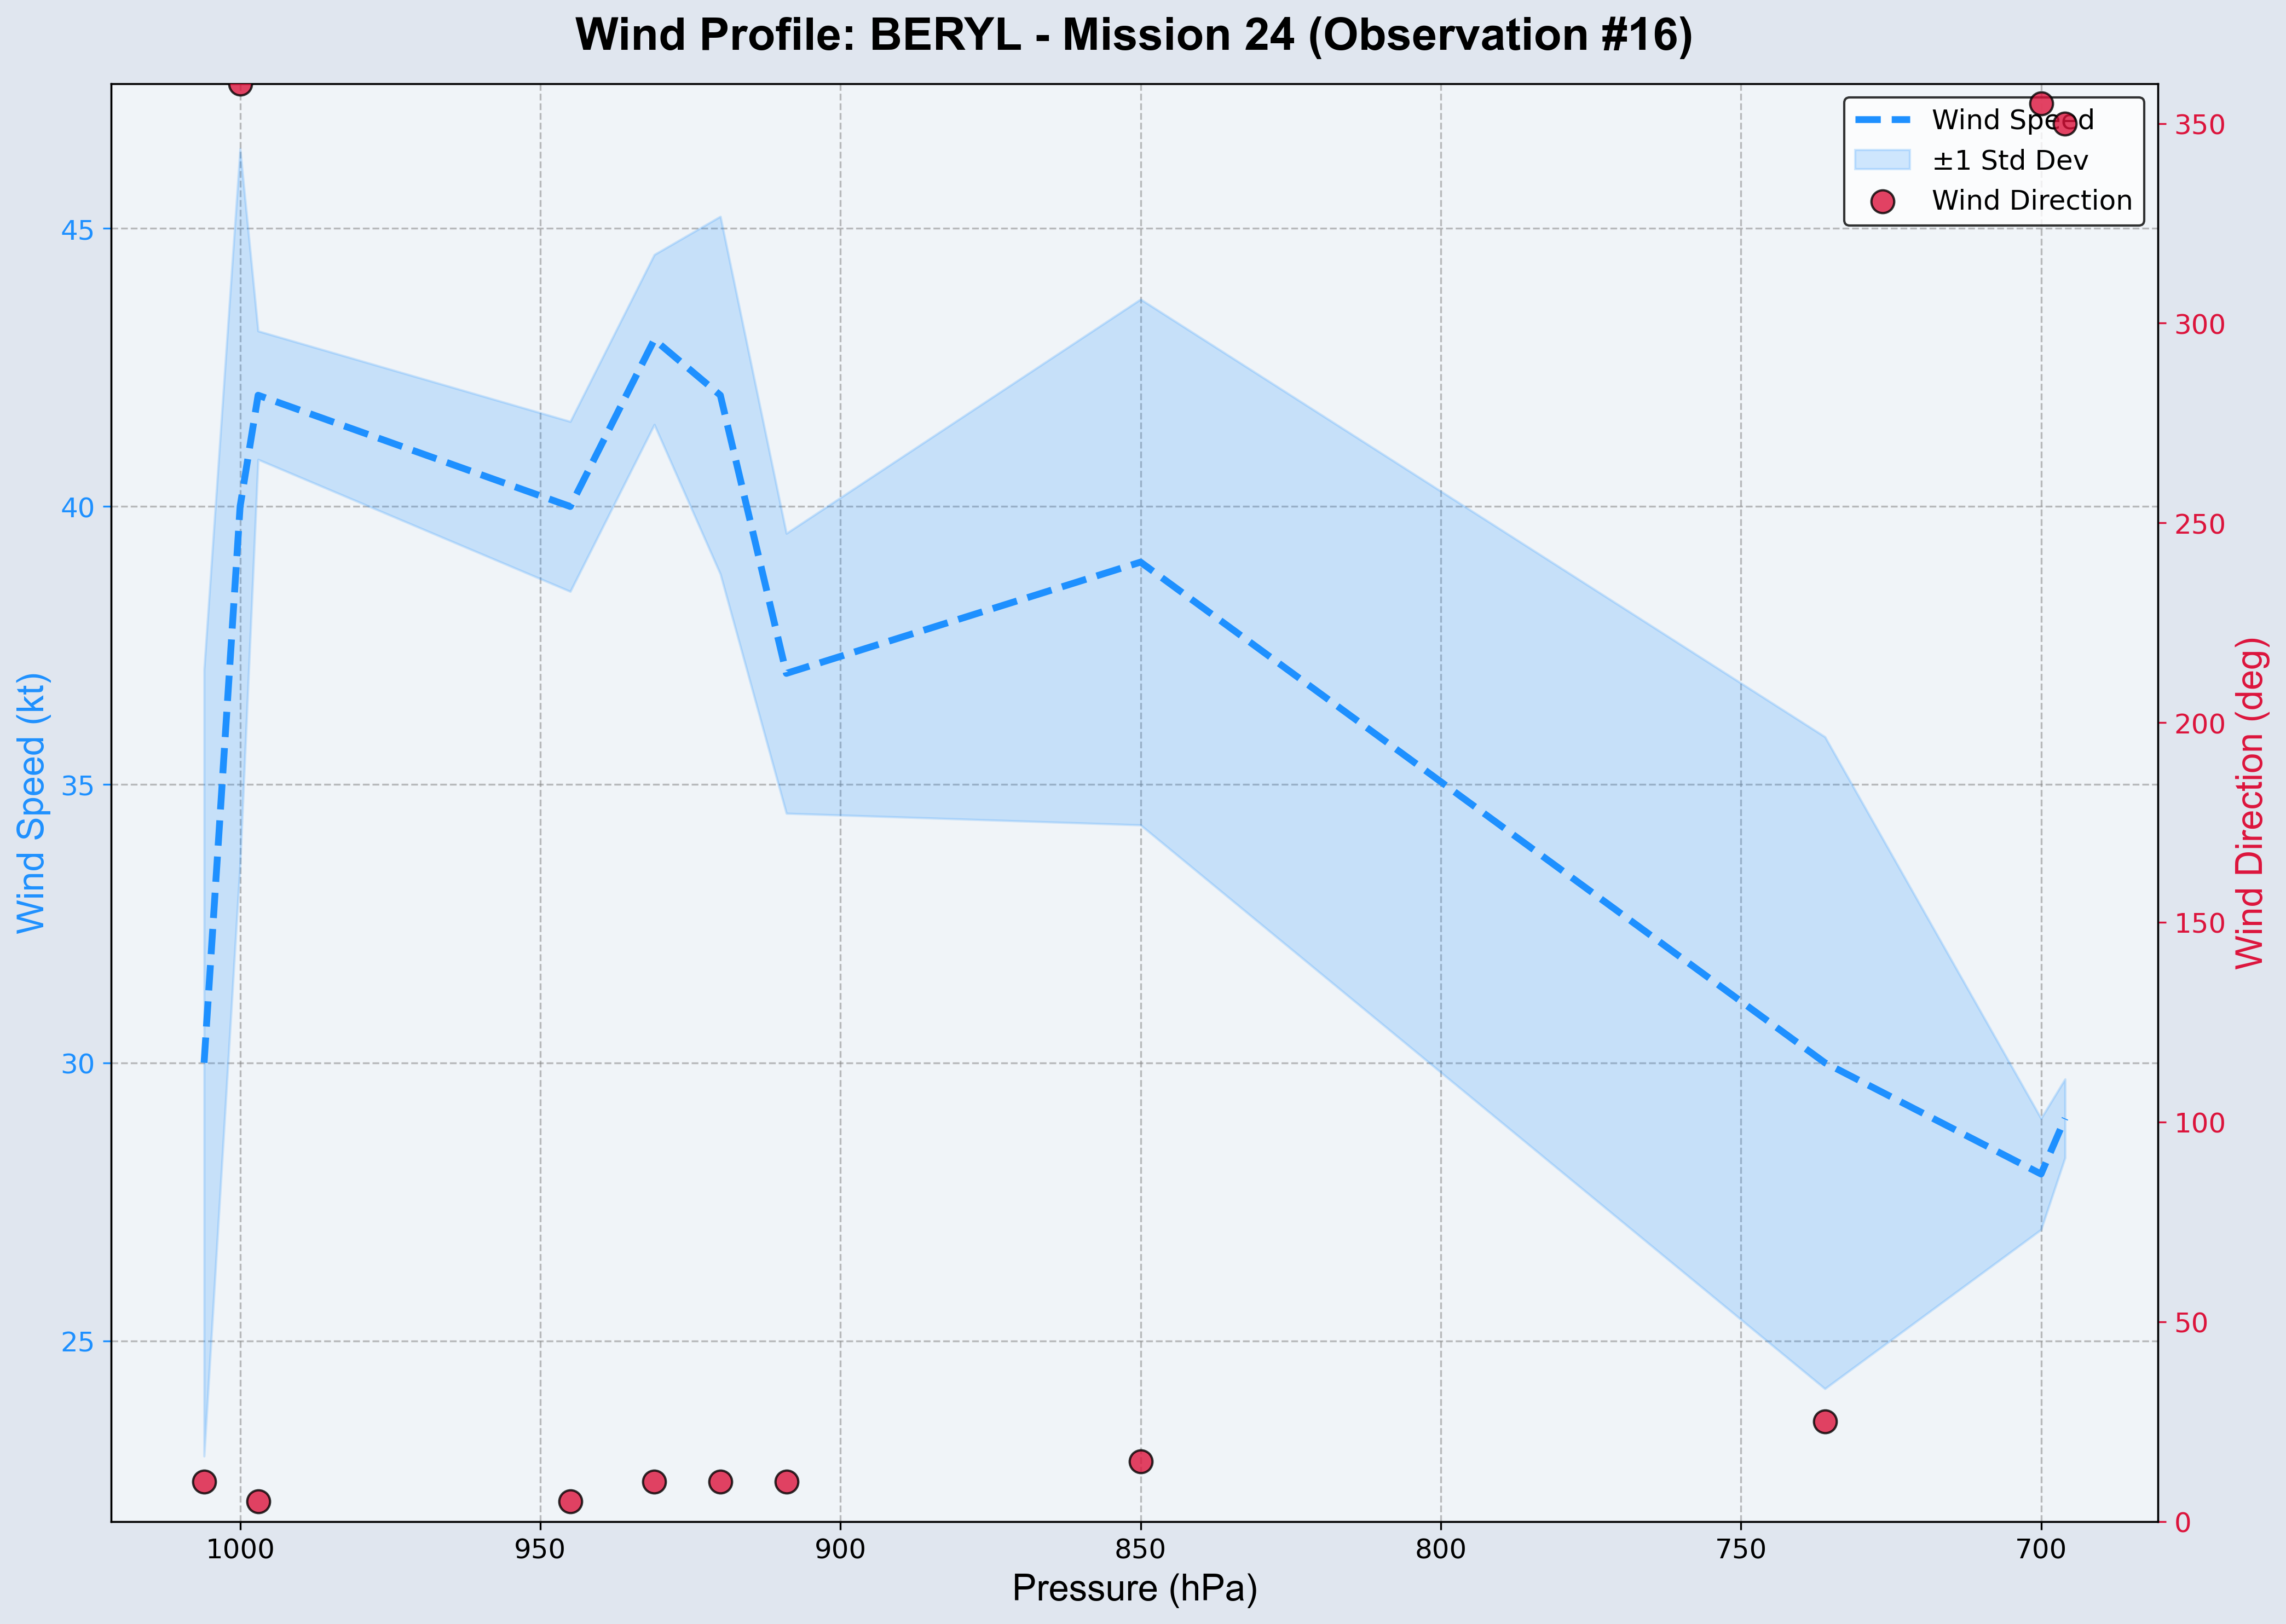 Wind Profile: BERYL - Mission 24 (Observation #16)
Wind Speed
±1 Std Dev
Wind Direction
Wind Speed (kt)
45
40
35
30
25
Wind Direction (deg)
350
300
250
200
150
100
50
0
1000 950 900 850 800 750 700
Pressure (hPa)